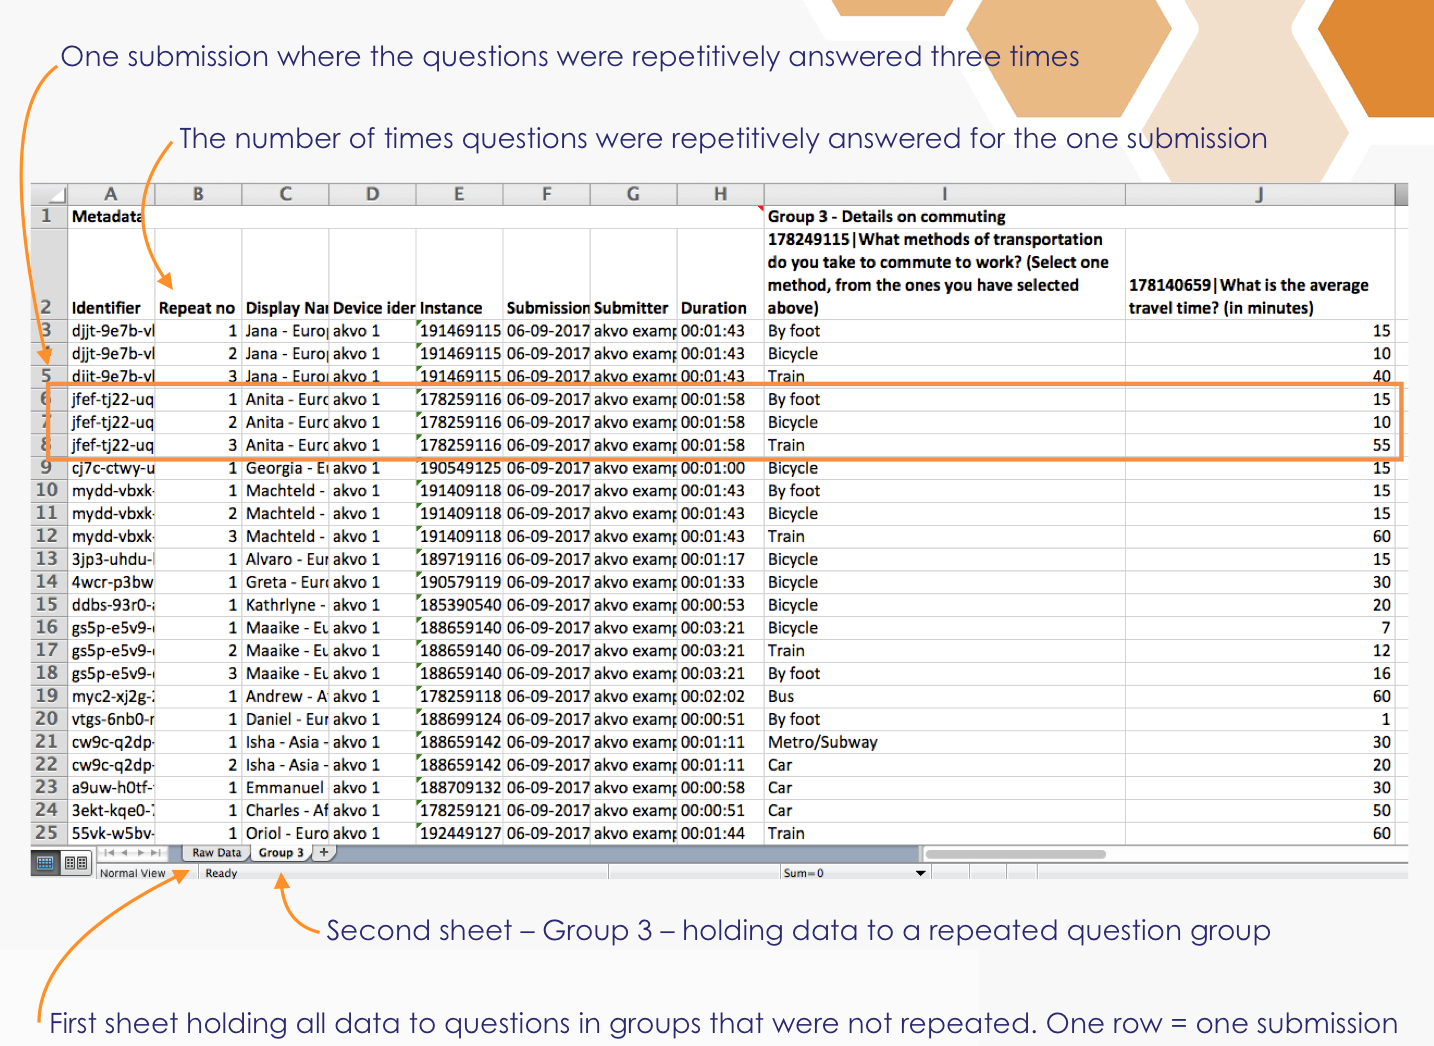 One submission where the questions were repetitively answered three times
The number of times questions were repetitively answered for the one submission
A B C D E F G H I J
1 Metadata Group 3 - Details on commuting
178249115|What methods of transportation
do you take to commute to work? (Select one
method, from the ones you have selected 178140659|What is the average
2 Identifier Repeat no Display Nar Device ider Instance Submission Submitter Duration above) travel time? (in minutes)
3 djjt-9e7b-vl 1 Jana - Euro akvo 1 191469115 06-09-2017 akvo examp 00:01:43 By foot 15
djjt-9e7b-vl 2 Jana - Euro akvo 1 191469115 06-09-2017 akvo examp 00:01:43 Bicycle 10
5 djjt-9e7b-vl 3 Jana - Euro akvo 1 191469115 06-09-2017 akvo examp 00:01:43 Train 40
6 jfef-tj22-uq 1 Anita - Euro akvo 1 178259116 06-09-2017 akvo examp 00:01:58 By foot 15
7 jfef-tj22-uq 2 Anita - Euro akvo 1 178259116 06-09-2017 akvo examp 00:01:58 Bicycle 10
8 jfef-tj22-uq 3 Anita - Euro akvo 1 178259116 06-09-2017 akvo examp 00:01:58 Train 55
9 cj7c-ctwy-u 1 Georgia - E akvo 1 190549125 06-09-2017 akvo examp 00:01:00 Bicycle 15
10 mydd-vbxk- 1 Machteld - akvo 1 191409118 06-09-2017 akvo examp 00:01:43 By foot 15
11 mydd-vbxk- 2 Machteld - akvo 1 191409118 06-09-2017 akvo examp 00:01:43 Bicycle 15
12 mydd-vbxk- 3 Machteld - akvo 1 191409118 06-09-2017 akvo examp 00:01:43 Train 60
13 3jp3-uhdu- 1 Alvaro - Eur akvo 1 189719116 06-09-2017 akvo examp 00:01:17 Bicycle 15
14 4wcr-p3bw 1 Greta - Euro akvo 1 190579119 06-09-2017 akvo examp 00:01:33 Bicycle 30
15 ddbs-93r0- 1 Kathrlyne - akvo 1 185390540 06-09-2017 akvo examp 00:00:53 Bicycle 20
16 gs5p-e5v9- 1 Maaike - Eu akvo 1 188659140 06-09-2017 akvo examp 00:03:21 Bicycle 7
17 gs5p-e5v9- 2 Maaike - Eu akvo 1 188659140 06-09-2017 akvo examp 00:03:21 Train 12
18 gs5p-e5v9- 3 Maaike - Eu akvo 1 188659140 06-09-2017 akvo examp 00:03:21 By foot 16
19 myc2-xj2g- 1 Andrew - A akvo 1 178259118 06-09-2017 akvo examp 00:02:02 Bus 60
20 vtgs-6nb0-r 1 Daniel - Eur akvo 1 188699124 06-09-2017 akvo examp 00:00:51 By foot 1
21 cw9c-q2dp- 1 Isha - Asia - akvo 1 188659142 06-09-2017 akvo examp 00:01:11 Metro/Subway 30
22 cw9c-q2dp- 2 Isha - Asia - akvo 1 188659142 06-09-2017 akvo examp 00:01:11 Car 20
23 a9uw-h0tf- 1 Emmanuel akvo 1 188709132 06-09-2017 akvo examp 00:00:58 Car 30
24 3ekt-kqe0- 1 Charles - Af akvo 1 178259121 06-09-2017 akvo examp 00:00:51 Car 50
25 55vk-w5bv- 1 Oriol - Euro akvo 1 192449127 06-09-2017 akvo examp 00:01:44 Train 60
Raw Data Group 3 +
Normal View Ready Sum=0
Second sheet – Group 3 – holding data to a repeated question group
First sheet holding all data to questions in groups that were not repeated. One row = one submission